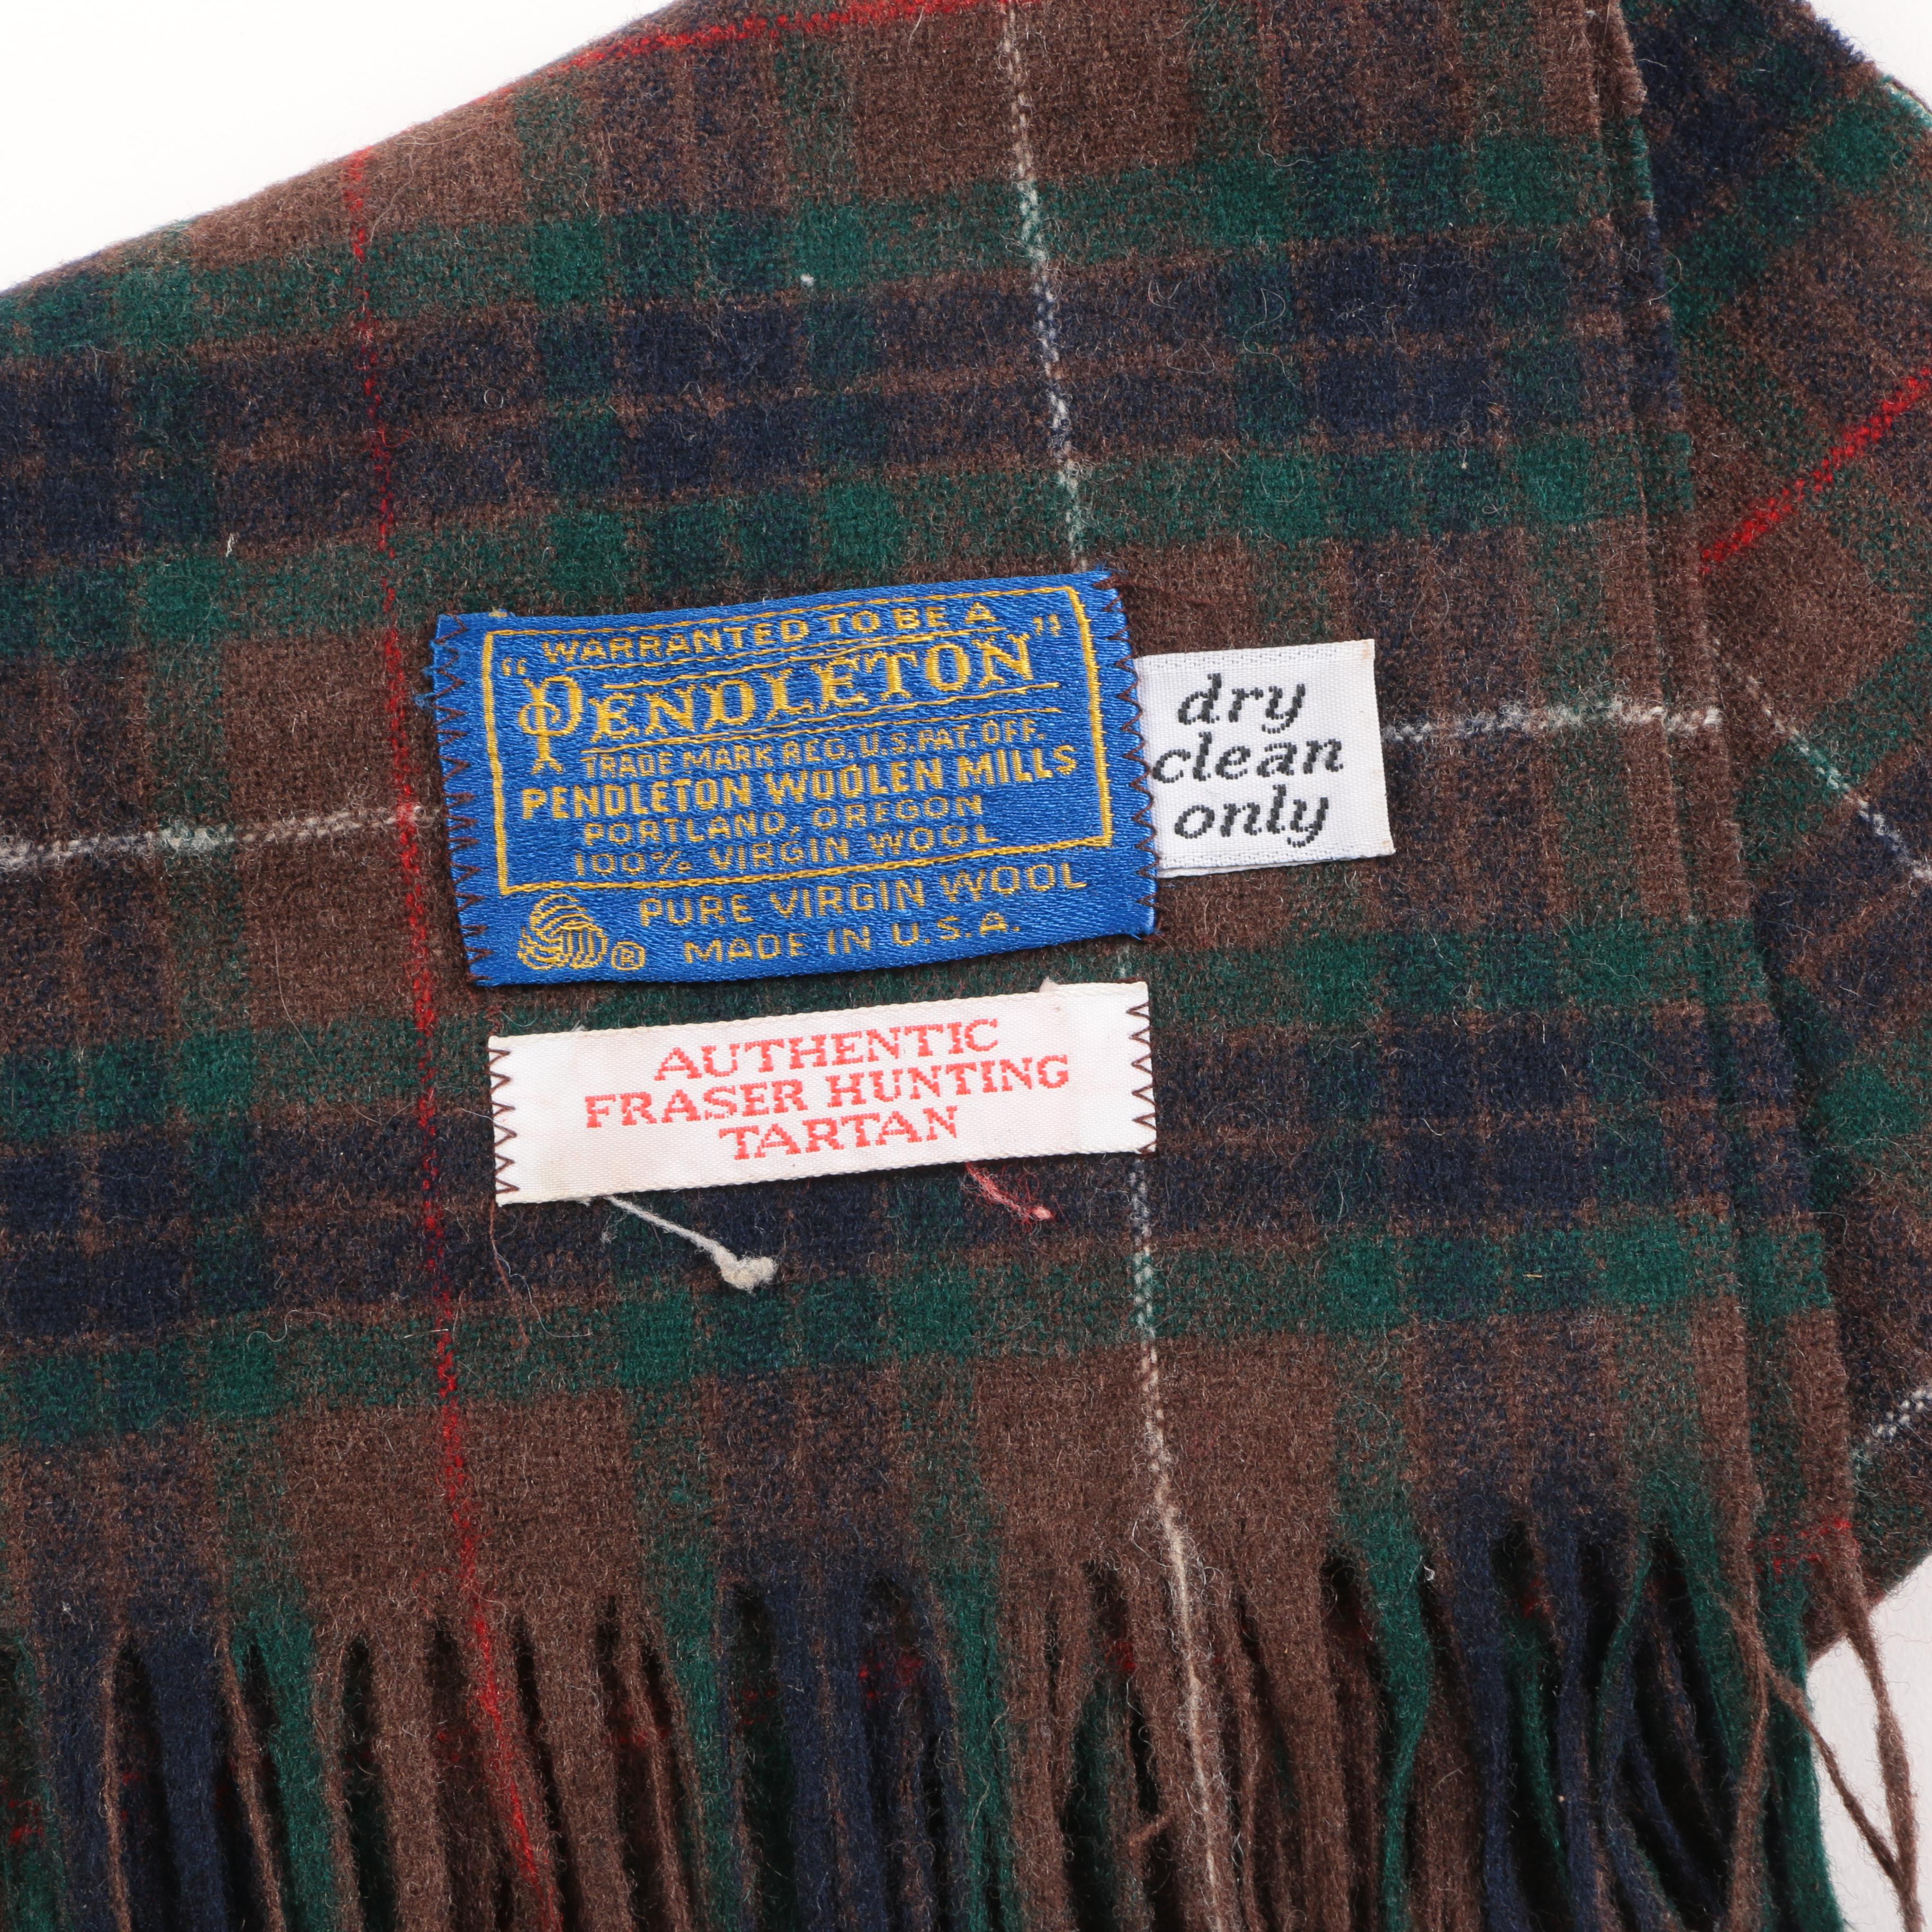 WARRANTED TO BE A
"PENDLETON"
TRADE MARK REG. U.S. PAT. OFF.
PENDLETON WOOLEN MILLS
PORTLAND, OREGON
100% VIRGIN WOOL
PURE VIRGIN WOOL
® MADE IN U.S.A.
dry
clean
only
AUTHENTIC
FRASER HUNTING
TARTAN